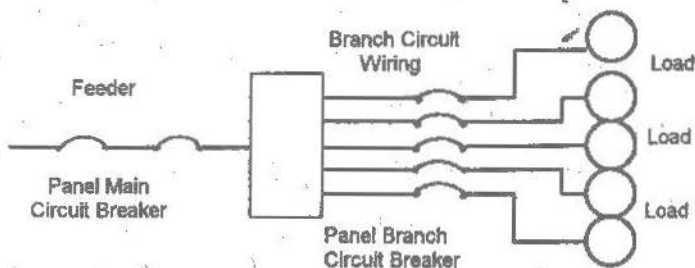 Branch Circuit
Wiring
Load
Feeder
Load
Panel Main
Circuit Breaker
Load
Panel Branch
Circuit Breaker